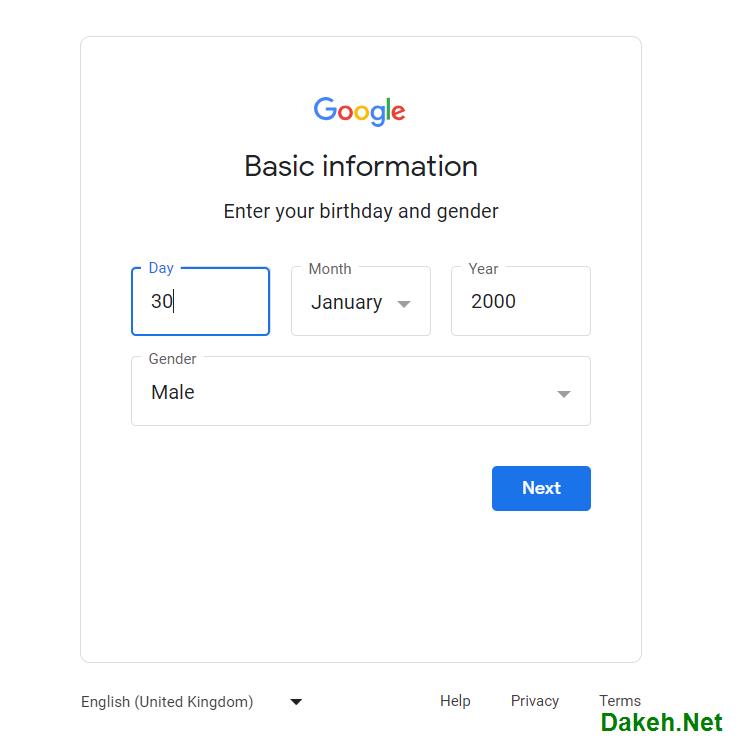 Google
Basic information
Enter your birthday and gender
Day Month Year
30 January 2000
Gender
Male
Next
English (United Kingdom) Help Privacy Terms
Dakeh.Net